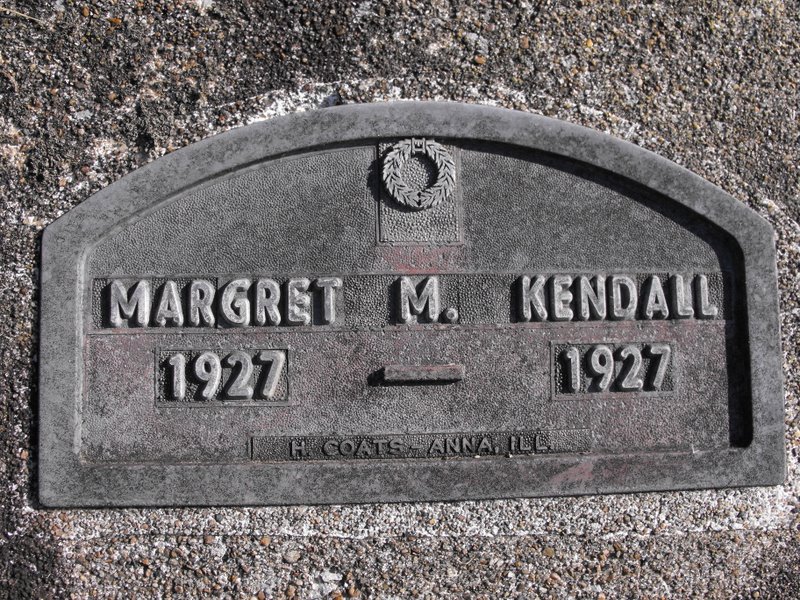 MARGRET M. KENDALL
1927 — 1927
H. COATS - ANNA, ILL.